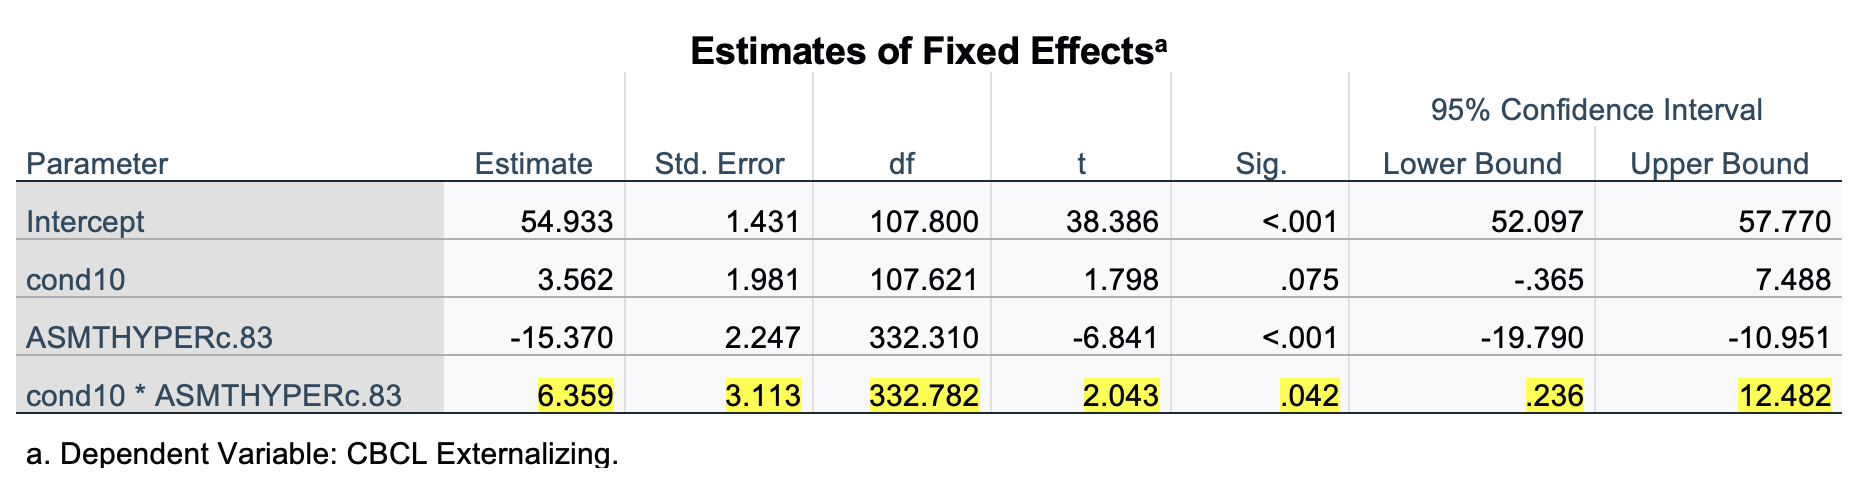 Estimates of Fixed Effectsa
95% Confidence Interval
Parameter Estimate Std. Error df t Sig. Lower Bound Upper Bound
Intercept 54.933 1.431 107.800 38.386 <.001 52.097 57.770
cond10 3.562 1.981 107.621 1.798 .075 -.365 7.488
ASMTHYPERc.83 -15.370 2.247 332.310 -6.841 <.001 -19.790 -10.951
cond10 * ASMTHYPERc.83 6.359 3.113 332.782 2.043 .042 .236 12.482
a. Dependent Variable: CBCL Externalizing.